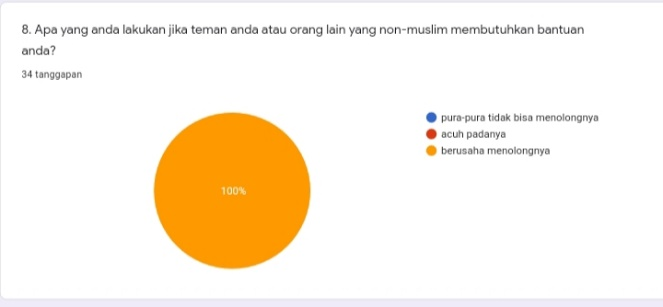 8. Apa yang anda lakukan jika teman anda atau orang lain yang non-muslim membutuhkan bantuan
anda?
34 tanggapan
pura-pura tidak bisa menolongnya
acuh padanya
berusaha menolongnya
100%